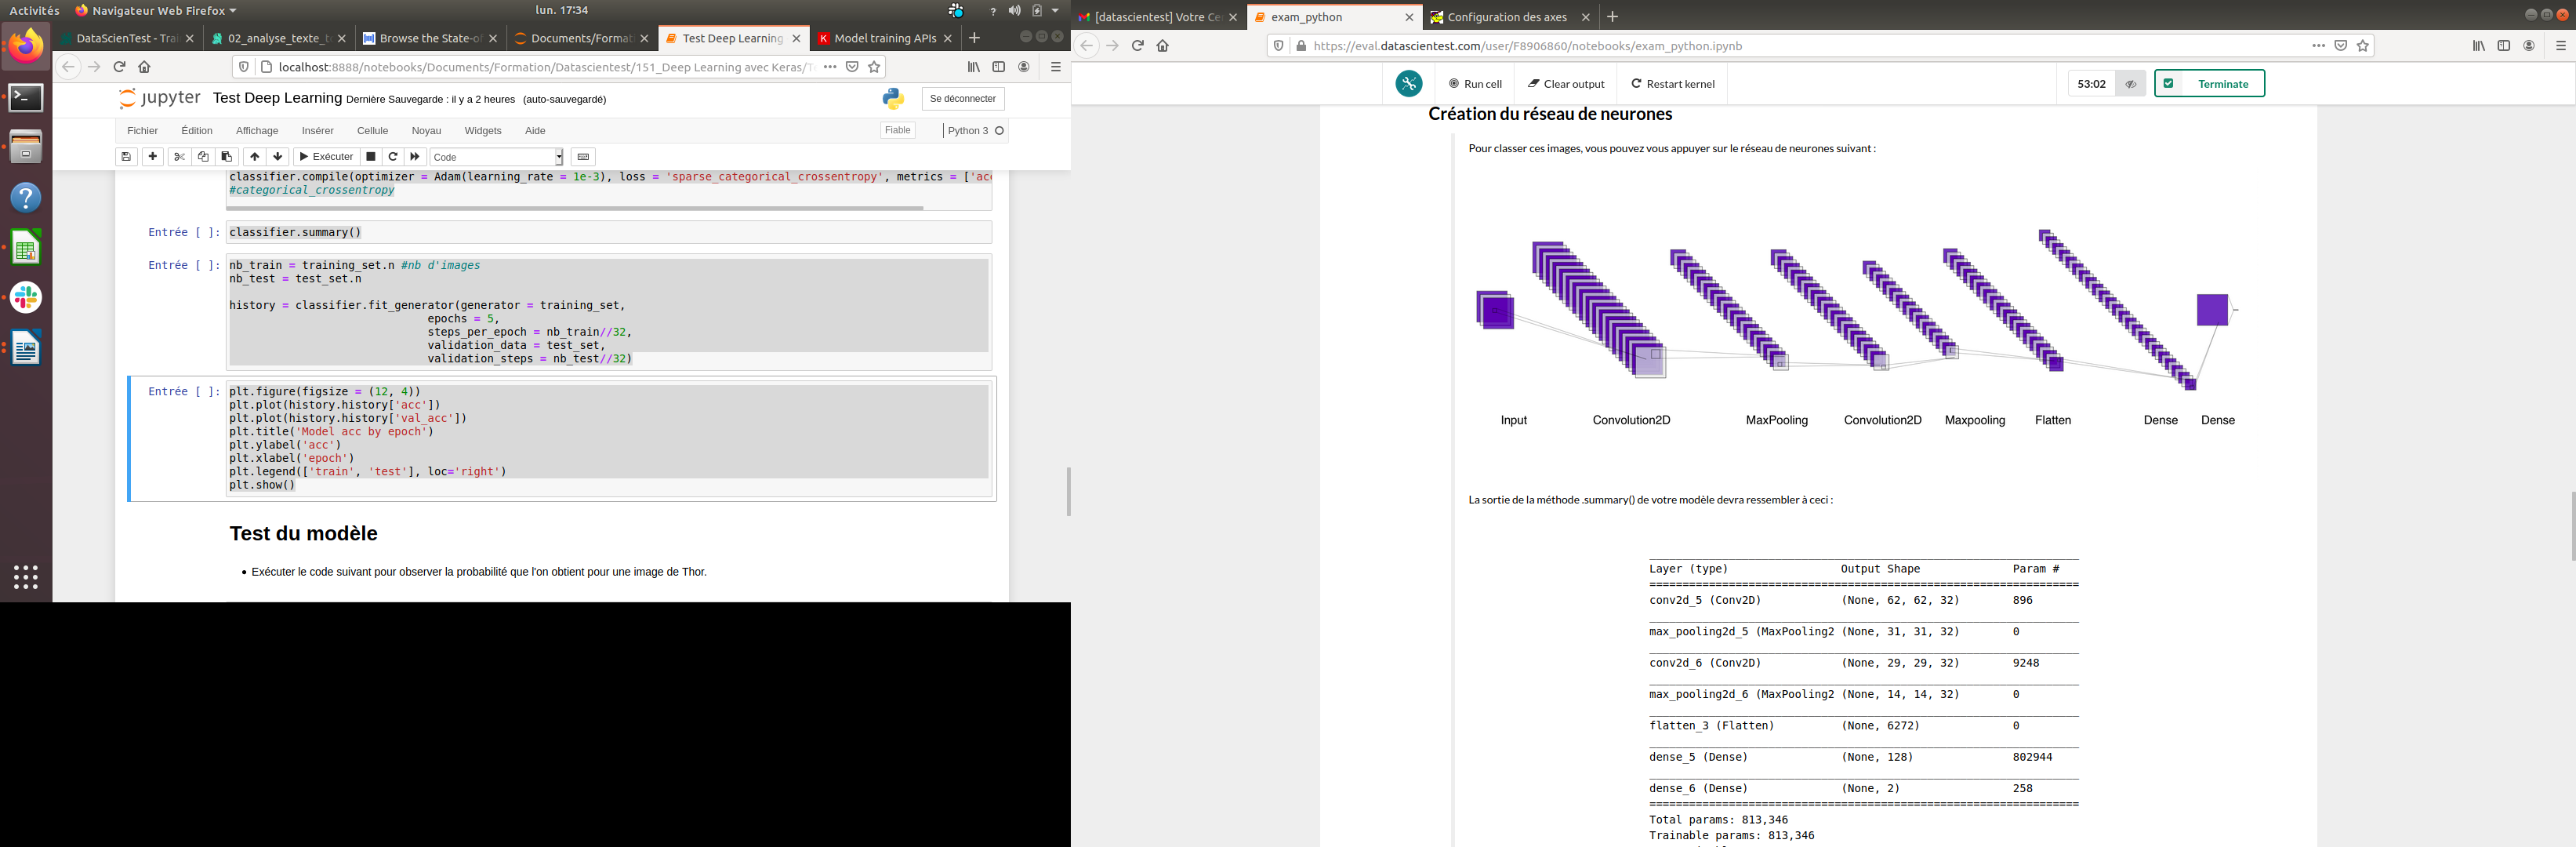 Activités
Navigateur Web Firefox
lun. 17:34
DataScienTest - Trai
02_analyse_texte_t
Browse the State-o
Documents/Format
Test Deep Learning
Model training APIs
localhost:8888/notebooks/Documents/Formation/Datascientest/151_Deep Learning avec Keras/T
jupyter Test Deep Learning Dernière Sauvegarde : il y a 2 heures (auto-sauvegardé)
Se déconnecter
Fichier Édition Affichage Insérer Cellule Noyau Widgets Aide
Fiable
Python 3
Exécuter
Code
classifier.compile(optimizer = Adam(learning_rate = 1e-3), loss = 'sparse_categorical_crossentropy', metrics = ['acc
#categorical_crossentropy
Entrée [ ]: classifier.summary()
Entrée [ ]: nb_train = training_set.n #nb d'images
nb_test = test_set.n
history = classifier.fit_generator(generator = training_set,
epochs = 5,
steps_per_epoch = nb_train//32,
validation_data = test_set,
validation_steps = nb_test//32)
Entrée [ ]: plt.figure(figsize = (12, 4))
plt.plot(history.history['acc'])
plt.plot(history.history['val_acc'])
plt.title('Model acc by epoch')
plt.ylabel('acc')
plt.xlabel('epoch')
plt.legend(['train', 'test'], loc='right')
plt.show()
Test du modèle
Exécuter le code suivant pour observer la probabilité que l'on obtient pour une image de Thor.
[datascientest] Votre Ce
exam_python
Configuration des axes
https://eval.datascientest.com/user/F8906860/notebooks/exam_python.ipynb
Run cell
Clear output
Restart kernel
53:02
Terminate
Création du réseau de neurones
Pour classer ces images, vous pouvez vous appuyer sur le réseau de neurones suivant :
Input Convolution2D MaxPooling Convolution2D Maxpooling Flatten Dense Dense
La sortie de la méthode .summary() de votre modèle devra ressembler à ceci :
Layer (type) Output Shape Param #
conv2d_5 (Conv2D) (None, 62, 62, 32) 896
max_pooling2d_5 (MaxPooling2 (None, 31, 31, 32) 0
conv2d_6 (Conv2D) (None, 29, 29, 32) 9248
max_pooling2d_6 (MaxPooling2 (None, 14, 14, 32) 0
flatten_3 (Flatten) (None, 6272) 0
dense_5 (Dense) (None, 128) 802944
dense_6 (Dense) (None, 2) 258
Total params: 813,346
Trainable params: 813,346